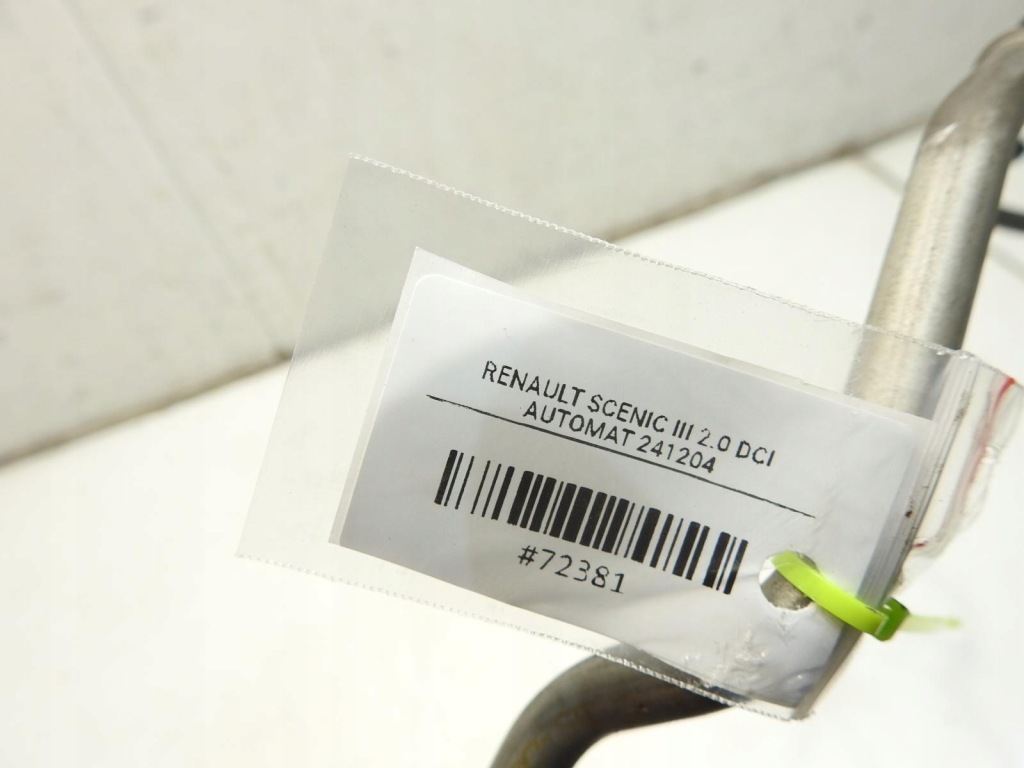 RENAULT SCENIC III 2.0 DCI
AUTOMAT 241204
#72381